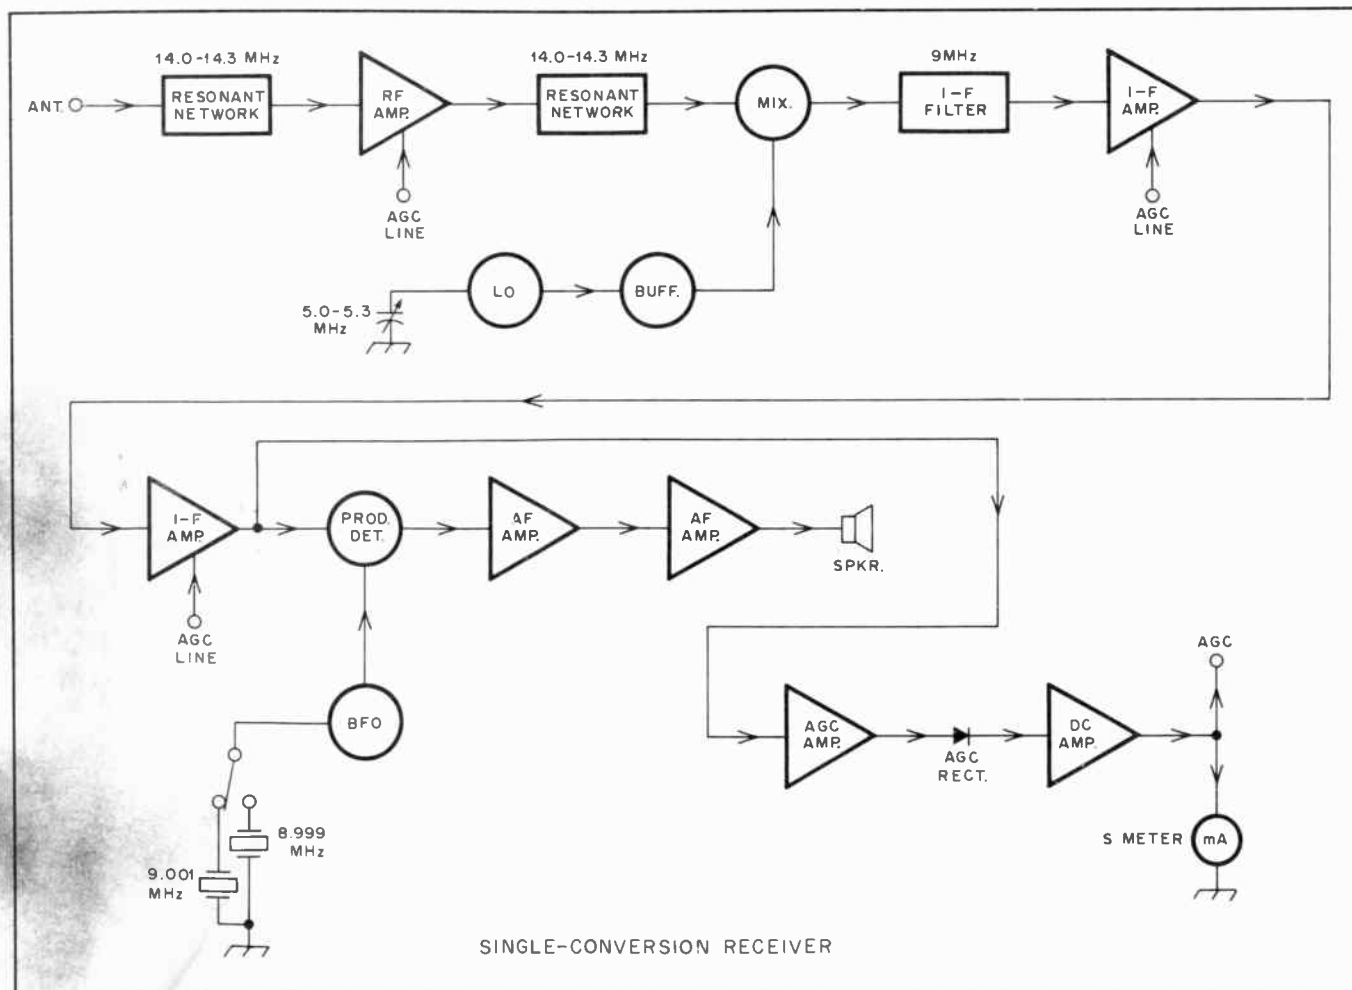 14.0-14.3 MHz
14.0-14.3 MHz
9MHz
ANT.
RESONANT
NETWORK
RF
AMP.
RESONANT
NETWORK
MIX.
I-F
FILTER
I-F
AMP.
AGC
LINE
AGC
LINE
5.0-5.3
MHz
LO
BUFF.
I-F
AMP.
PROD.
DET.
AF
AMP.
AF
AMP.
SPKR.
AGC
LINE
AGC
BFO
AGC
AMP.
AGC
RECT.
DC
AMP.
8.999
MHz
9.001
MHz
S METER
mA
SINGLE-CONVERSION RECEIVER